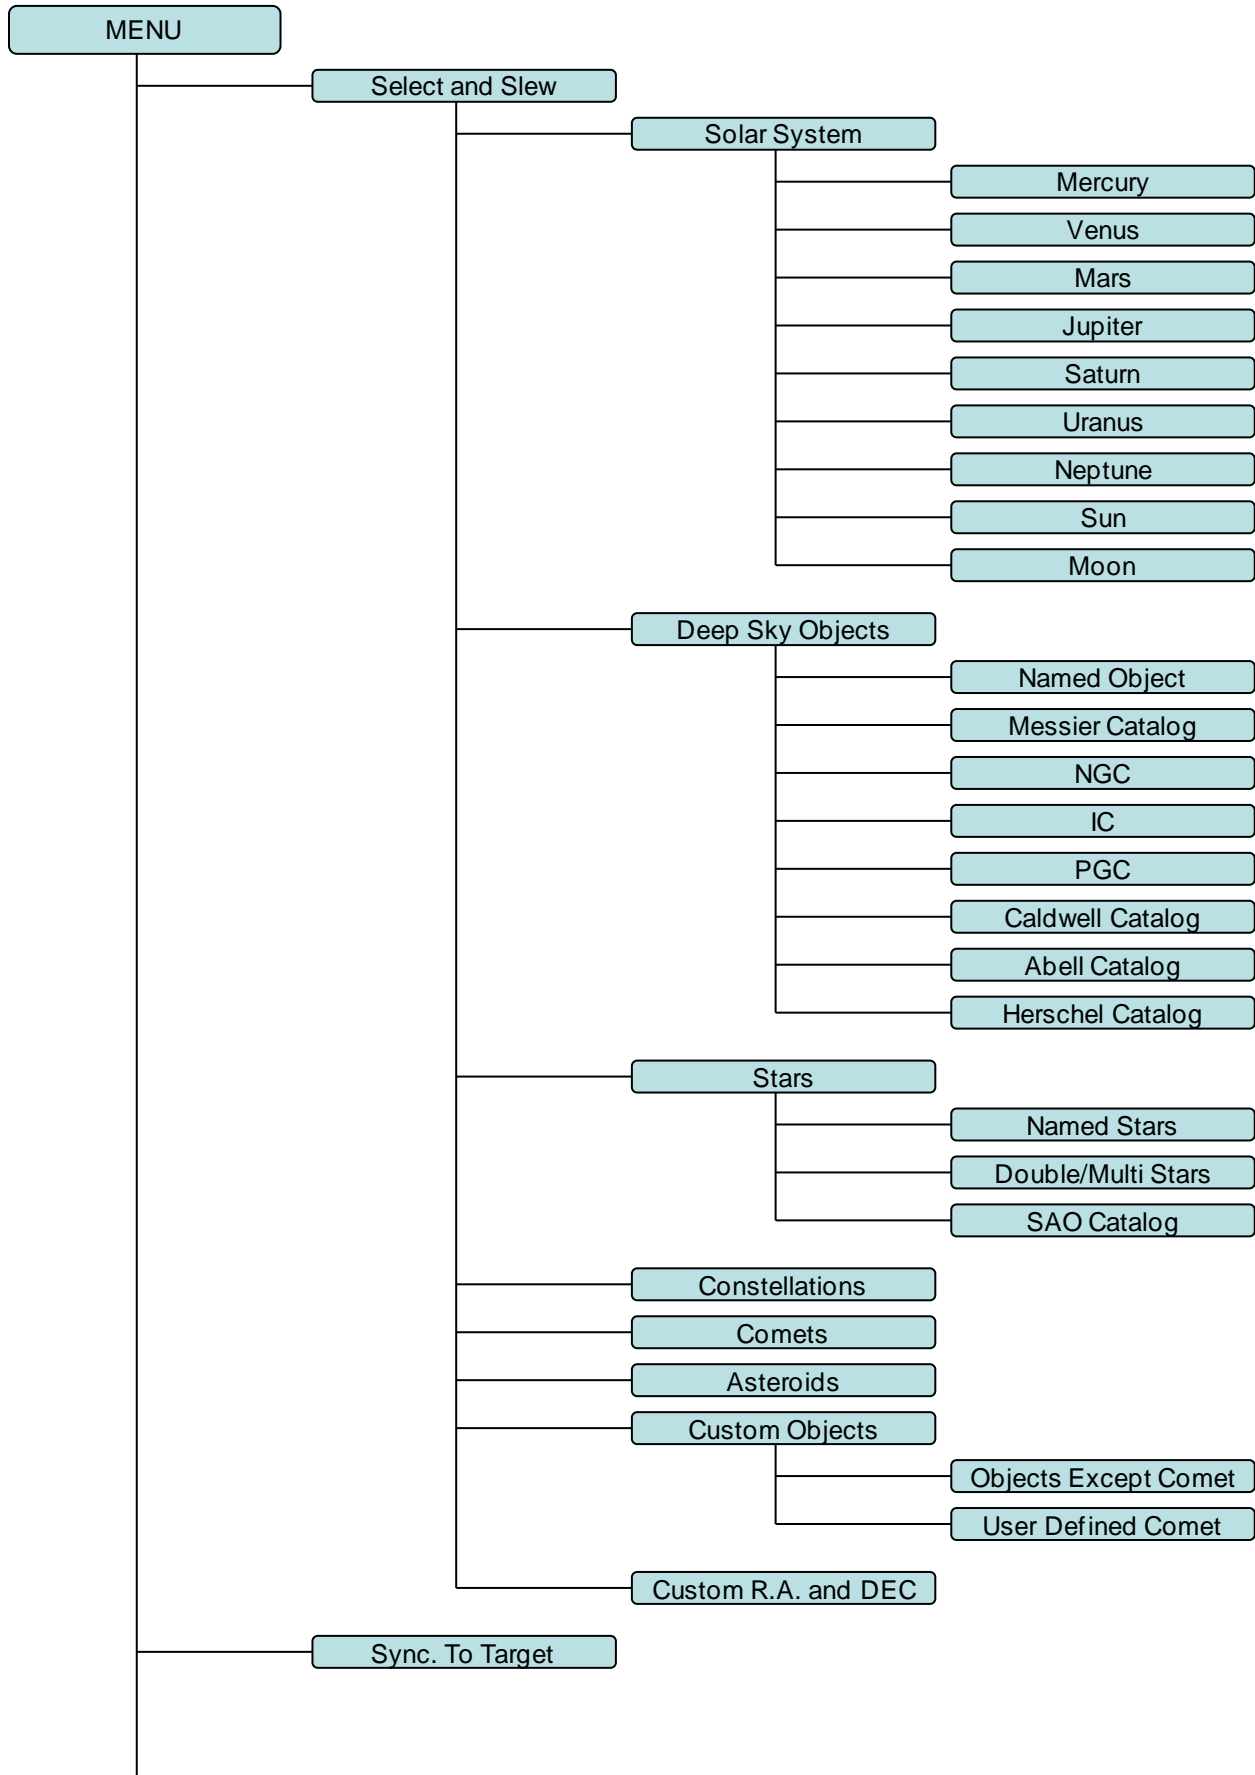 MENU
Select and Slew
Solar System
Mercury
Venus
Mars
Jupiter
Saturn
Uranus
Neptune
Sun
Moon
Deep Sky Objects
Named Object
Messier Catalog
NGC
IC
PGC
Caldwell Catalog
Abell Catalog
Herschel Catalog
Stars
Named Stars
Double/Multi Stars
SAO Catalog
Constellations
Comets
Asteroids
Custom Objects
Objects Except Comet
User Defined Comet
Custom R.A. and DEC
Sync. To Target